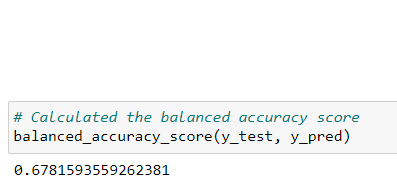 # Calculated the balanced accuracy score
balanced_accuracy_score(y_test, y_pred)
0.6781593559262381